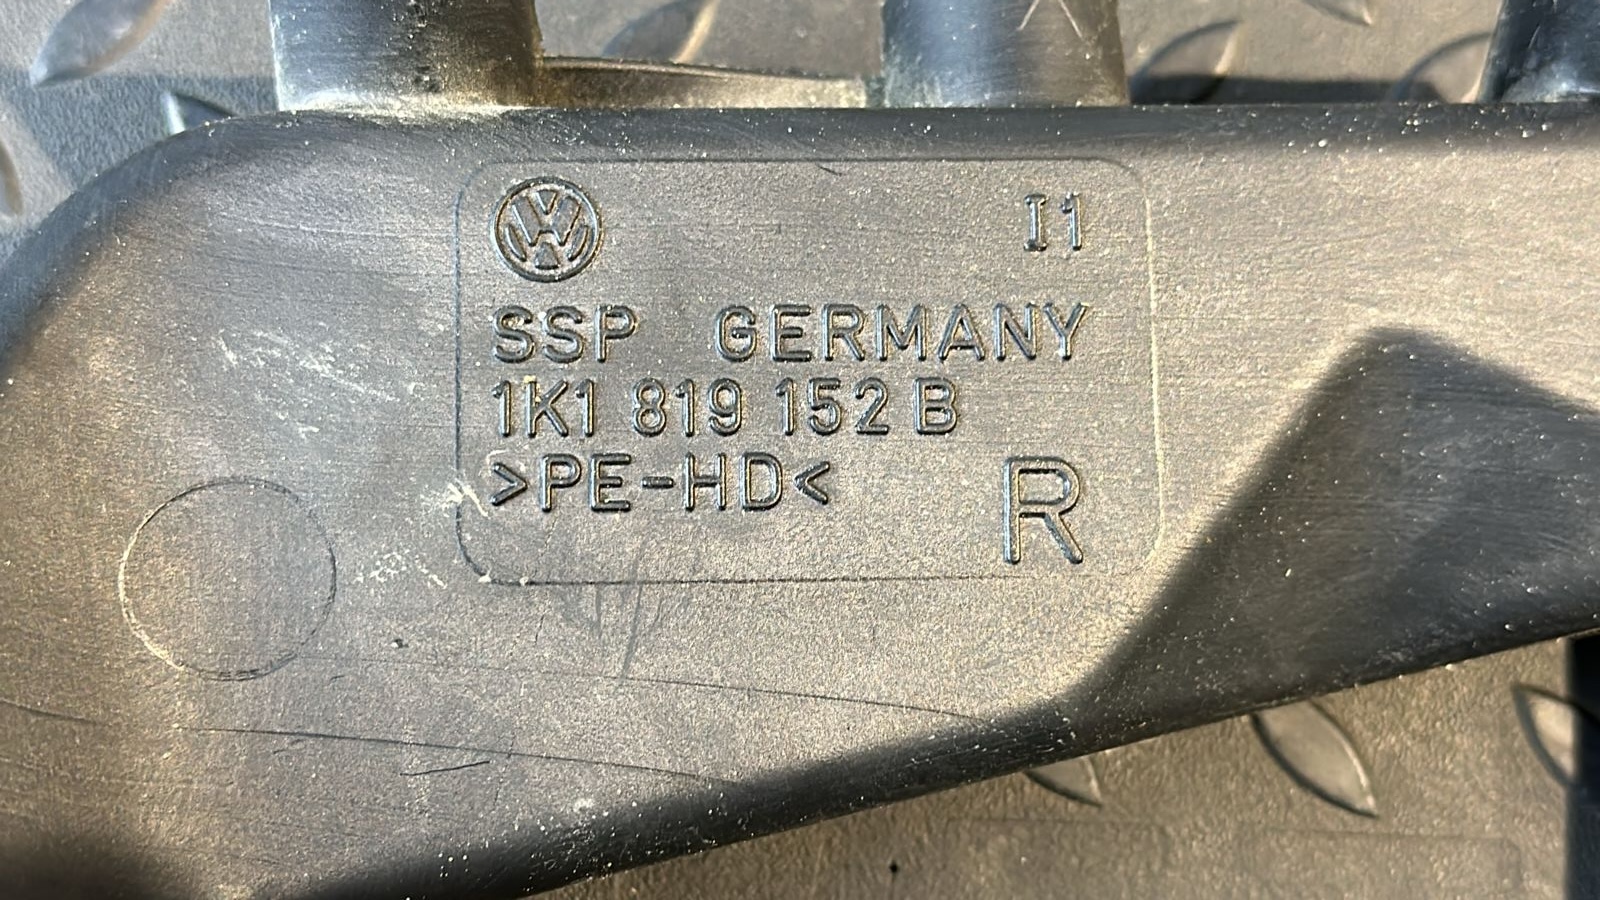 I1
SSP GERMANY
1K1 819 152 B
>PE-HD<
R